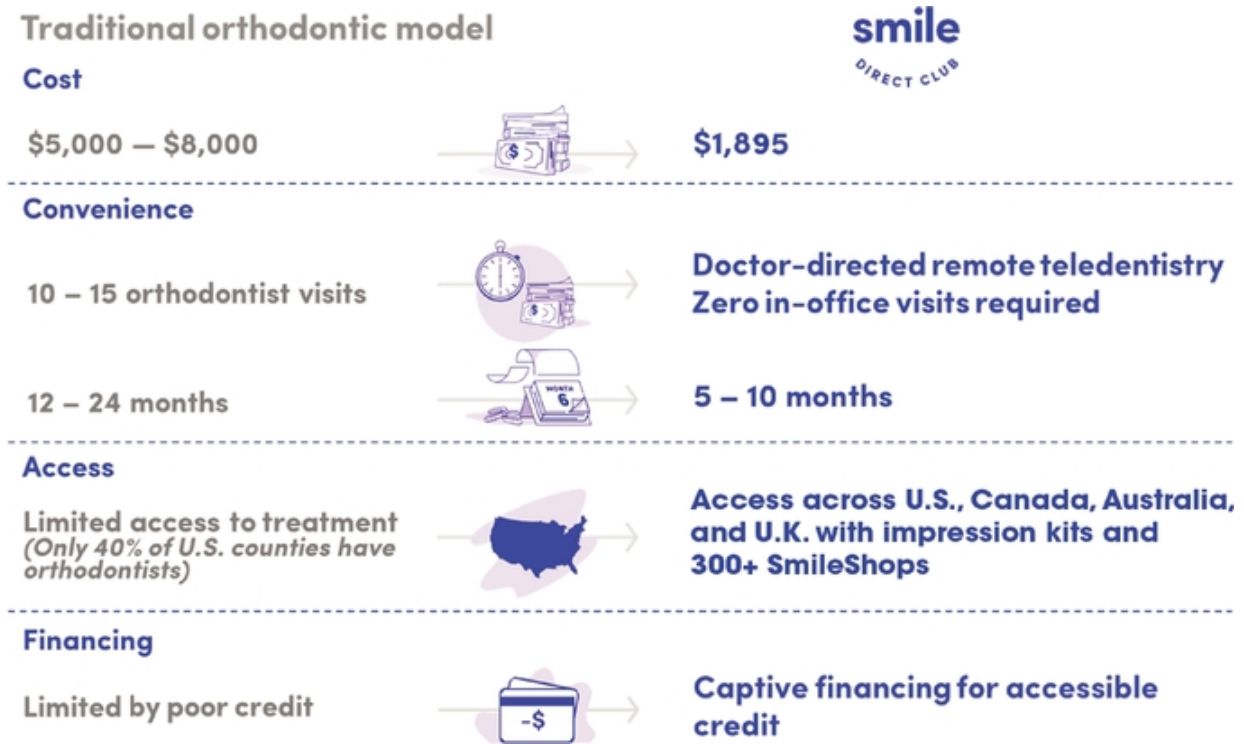 Traditional orthodontic model
smile
DIRECT CLUB
Cost
$5,000 – $8,000
$
$1,895
Convenience
10 – 15 orthodontist visits
$
Doctor-directed remote teledentistry
Zero in-office visits required
12 – 24 months
MONTH
6
5 – 10 months
Access
Limited access to treatment
(Only 40% of U.S. counties have
orthodontists)
Access across U.S., Canada, Australia,
and U.K. with impression kits and
300+ SmileShops
Financing
Limited by poor credit
-$
Captive financing for accessible
credit